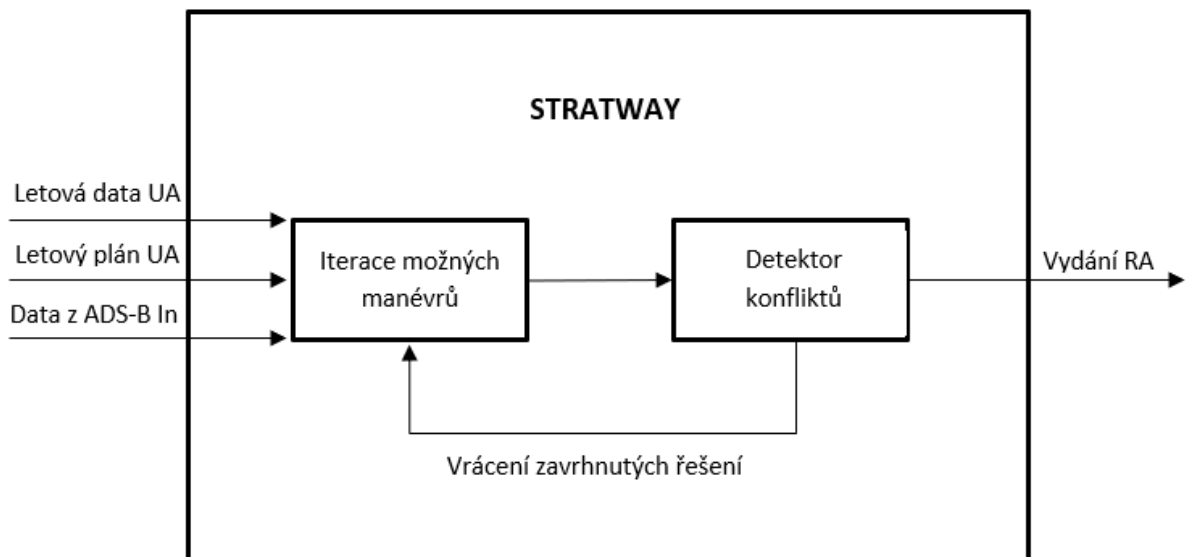 STRATWAY
Letová data UA
Letový plán UA
Data z ADS-B In
Iterace možných
manévrů
Detektor
konfliktů
Vydání RA
Vrácení zavrhnutých řešení